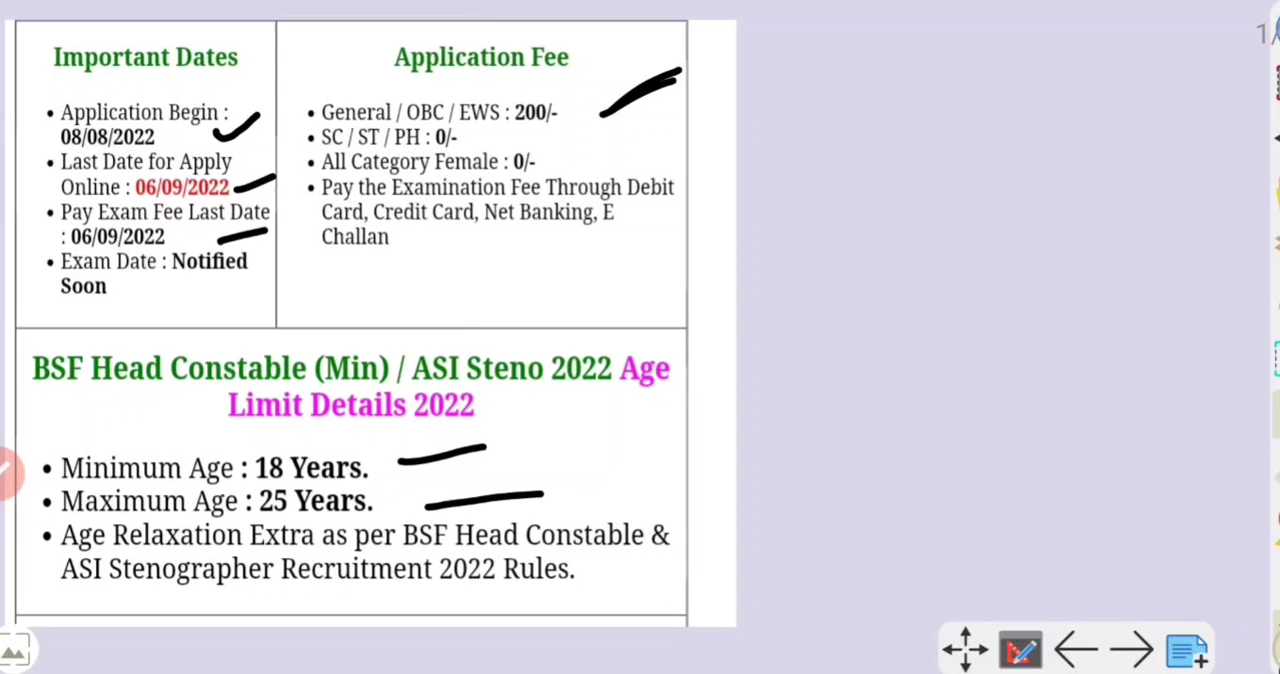 Important Dates
• Application Begin :
08/08/2022
• Last Date for Apply
Online : 06/09/2022
• Pay Exam Fee Last Date
: 06/09/2022
• Exam Date : Notified
Soon
Application Fee
• General / OBC / EWS : 200/-
• SC / ST / PH : 0/-
• All Category Female : 0/-
• Pay the Examination Fee Through Debit
Card, Credit Card, Net Banking, E
Challan
BSF Head Constable (Min) / ASI Steno 2022 Age
Limit Details 2022
• Minimum Age : 18 Years.
• Maximum Age : 25 Years.
• Age Relaxation Extra as per BSF Head Constable &
ASI Stenographer Recruitment 2022 Rules.